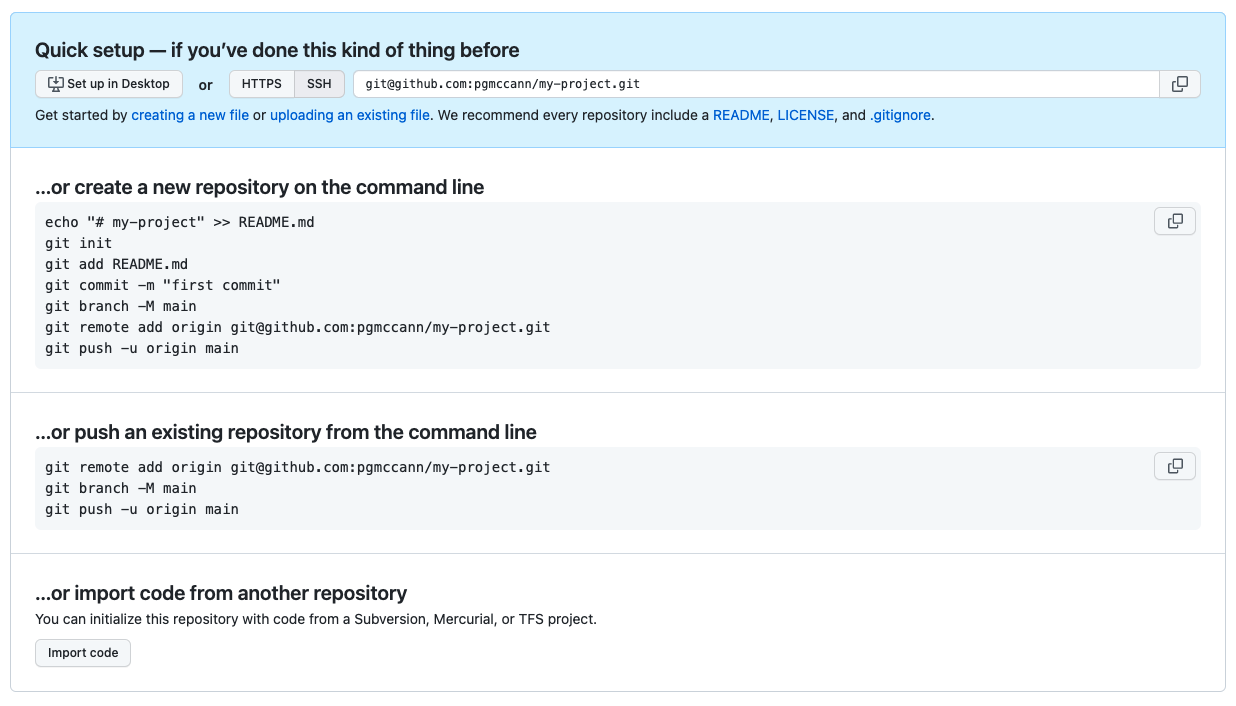 Quick setup — if you’ve done this kind of thing before
Set up in Desktop or HTTPS SSH git@github.com:pgmccann/my-project.git
Get started by creating a new file or uploading an existing file. We recommend every repository include a README, LICENSE, and .gitignore.
…or create a new repository on the command line
echo "# my-project" >> README.md
git init
git add README.md
git commit -m "first commit"
git branch -M main
git remote add origin git@github.com:pgmccann/my-project.git
git push -u origin main
…or push an existing repository from the command line
git remote add origin git@github.com:pgmccann/my-project.git
git branch -M main
git push -u origin main
…or import code from another repository
You can initialize this repository with code from a Subversion, Mercurial, or TFS project.
Import code